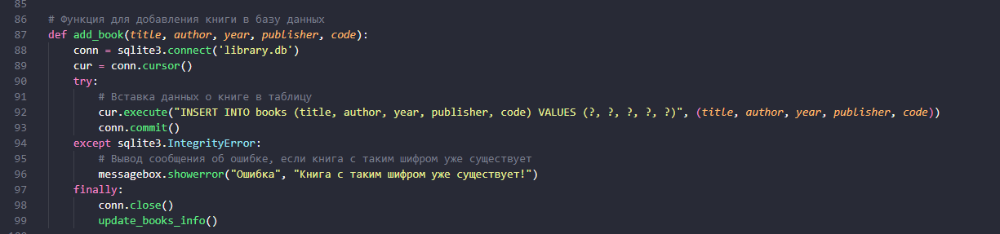 85
86 # Функция для добавления книги в базу данных
87 def add_book(title, author, year, publisher, code):
88     conn = sqlite3.connect('library.db')
89     cur = conn.cursor()
90     try:
91         # Вставка данных о книге в таблицу
92         cur.execute("INSERT INTO books (title, author, year, publisher, code) VALUES (?, ?, ?, ?, ?)", (title, author, year, publisher, code))
93         conn.commit()
94     except sqlite3.IntegrityError:
95         # Вывод сообщения об ошибке, если книга с таким шифром уже существует
96         messagebox.showerror("Ошибка", "Книга с таким шифром уже существует!")
97     finally:
98         conn.close()
99         update_books_info()